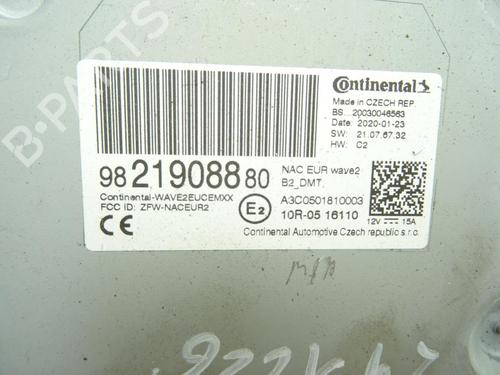 B-PARTS
Continental
Made in CZECH REP.
BS...20030046563
Date: 2020-01-23
SW: 21.07.67.32
HW: C2
98 219088 80
NAC EUR wave2
B2_DMT.
Continental-WAVE2EUCEMXX
FCC ID: ZFW-NACEUR2
A3C0501810003
CE
E2
10R-05 16110
12V 15A
Continental Automotive Czech republic s.r.o.